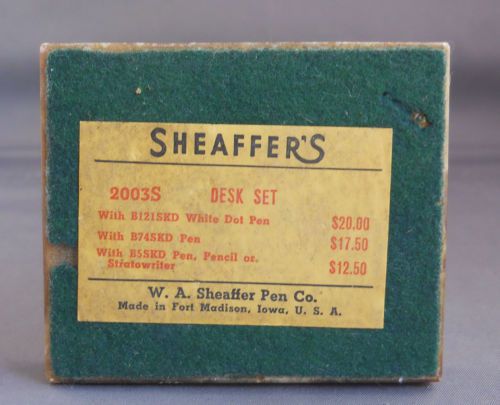 SHEAFFER'S
2003S DESK SET
With B121SKD White Dot Pen $20.00
With B74SKD Pen $17.50
With B5SKD Pen, Pencil or.
Stratowriter $12.50
W. A. Sheaffer Pen Co.
Made in Fort Madison, Iowa, U. S. A.